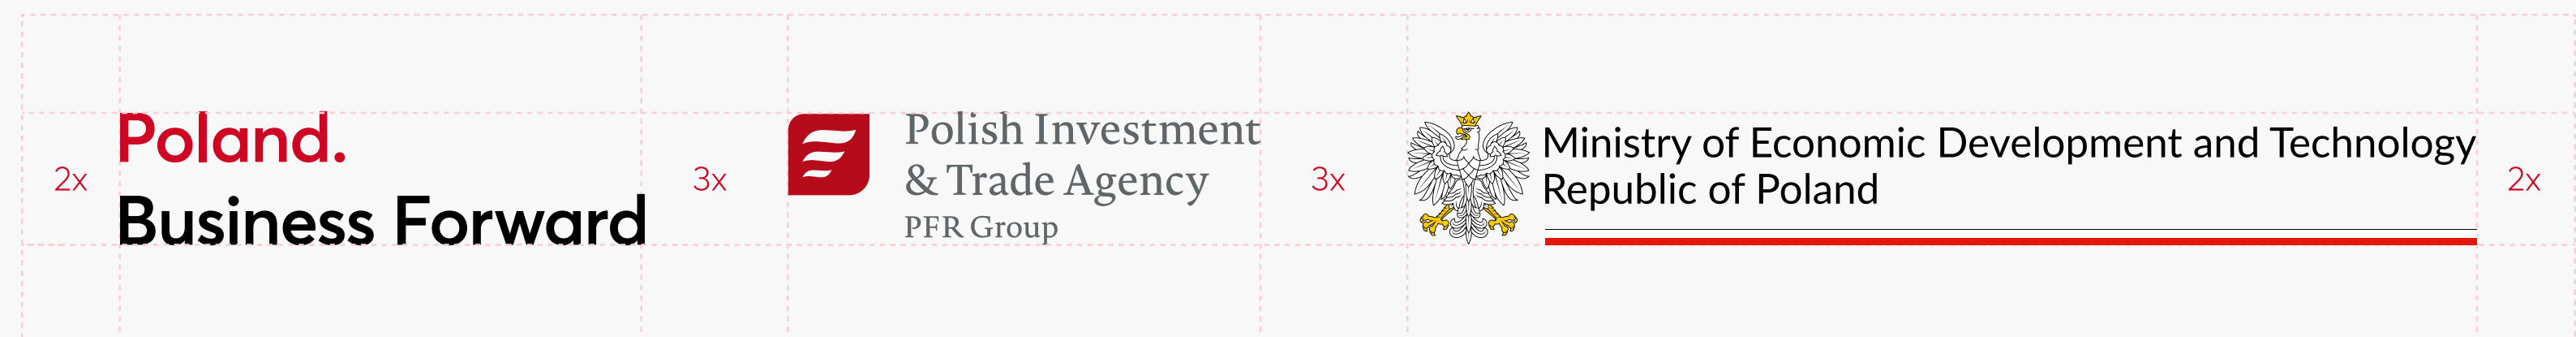 2x
Poland.
Business Forward
3x
Polish Investment
& Trade Agency
PFR Group
3x
Ministry of Economic Development and Technology
Republic of Poland
2x